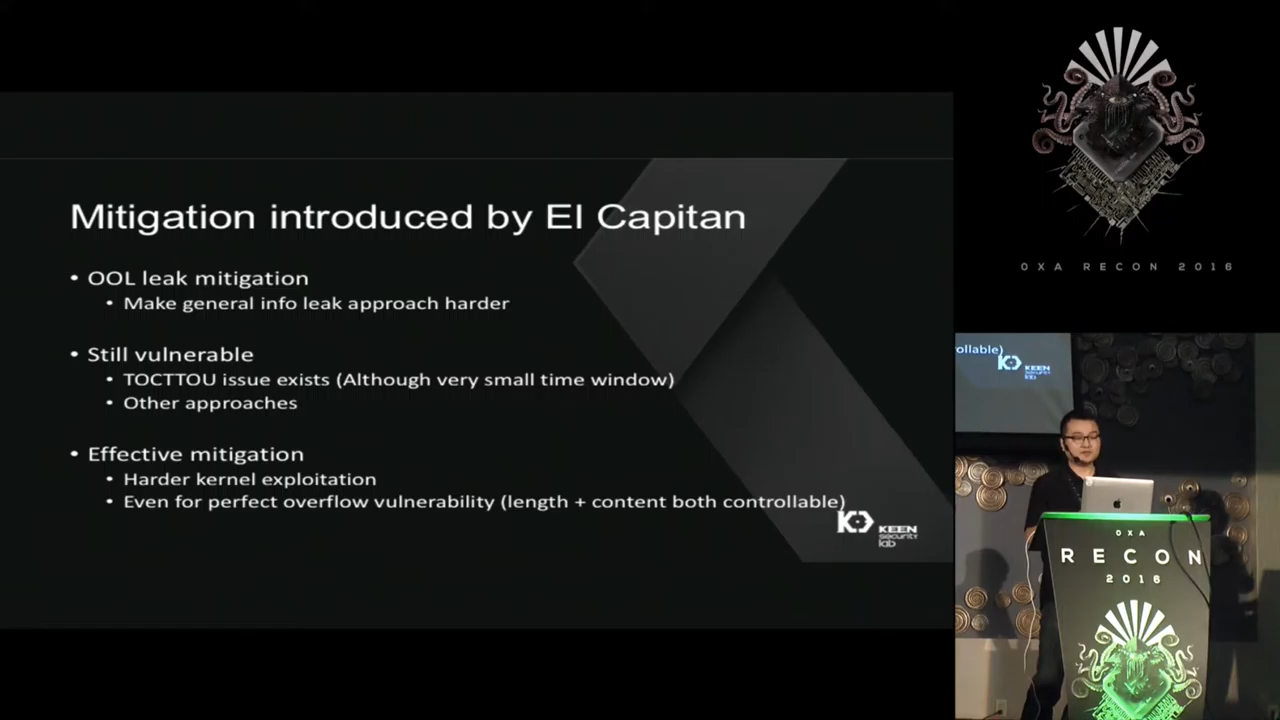 Mitigation introduced by El Capitan
• OOL leak mitigation
• Make general info leak approach harder
• Still vulnerable
• TOCTTOU issue exists (Although very small time window)
• Other approaches
• Effective mitigation
• Harder kernel exploitation
• Even for perfect overflow vulnerability (length + content both controllable)
KEEN
security
lab
0XA RECON 2016
ollable)
KEEN
0XA
RECON
2016